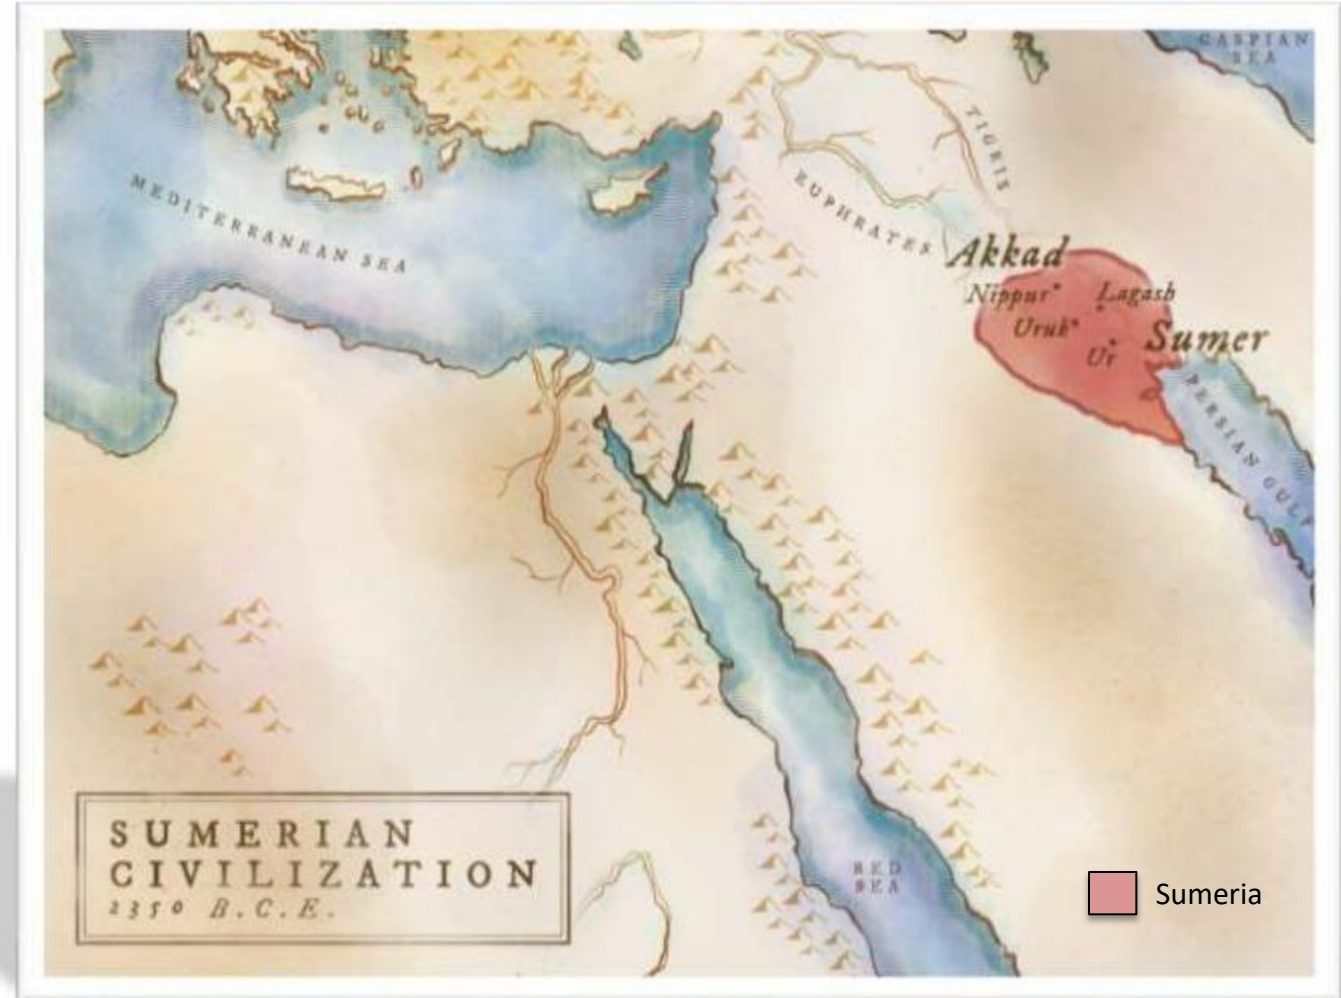 CASPIAN
SEA
TIGRIS
MEDITERRANEAN SEA
EUPHRATES
Akkad
Nippur
Lagash
Uruk
Sumer
Ur
PERSIAN GULF
SUMERIAN
CIVILIZATION
2350 B.C.E.
RED
SEA
Sumeria